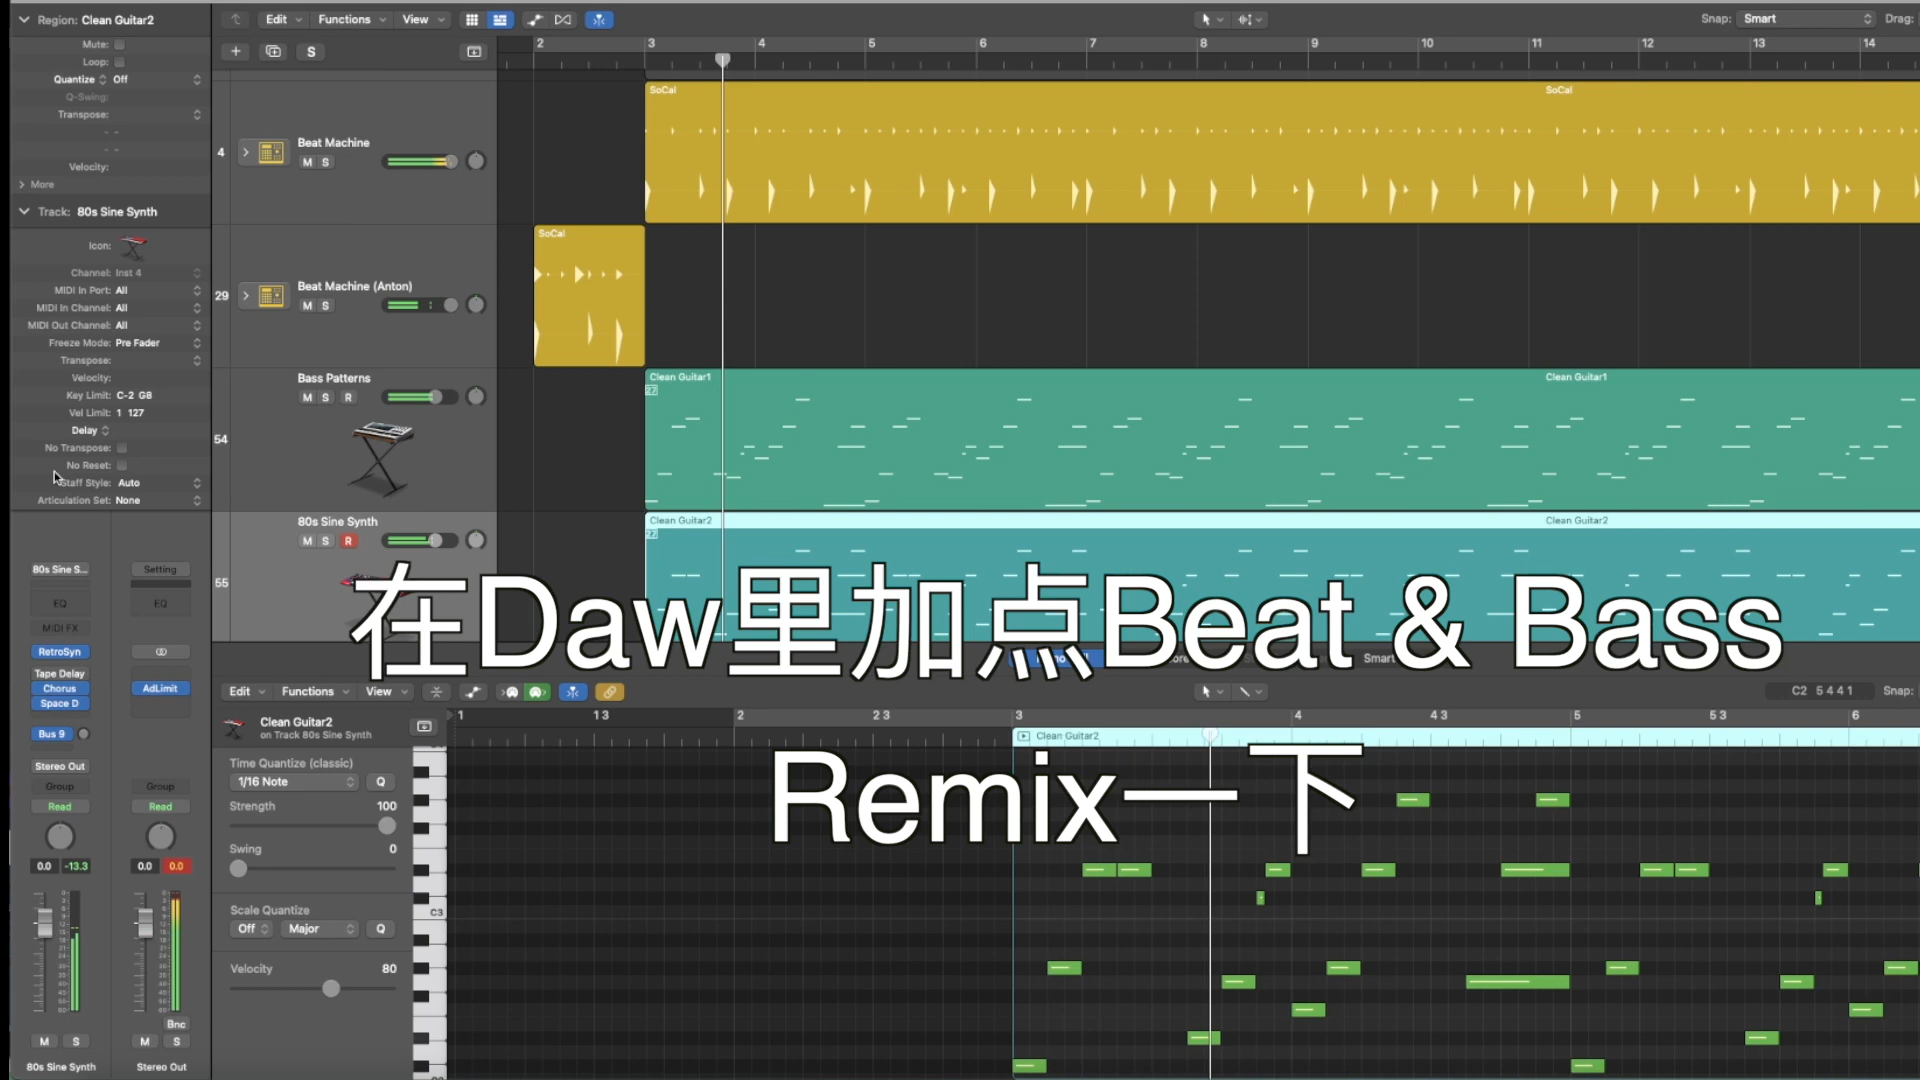 Region: Clean Guitar2
Mute:
Loop:
Quantize Off
Q-Swing:
Transpose:
Velocity:
More
Track: 80s Sine Synth
Icon:
Channel: Inst 4
MIDI In Port: All
MIDI In Channel: All
MIDI Out Channel: All
Freeze Mode: Pre Fader
Transpose:
Velocity:
Key Limit: C-2 G8
Vel Limit: 1 127
Delay
No Transpose:
No Reset:
Staff Style: Auto
Articulation Set: None
80s Sine S... Setting
EQ EQ
MIDI FX
RetroSyn
Tape Delay
Chorus AdLimit
Space D
Bus 9
Stereo Out
Group Group
Read Read
0.0 -13.3 0.0 0.0
Bnc
M S M S
80s Sine Synth Stereo Out
Edit Functions View Snap: Smart Drag:
S
2 3 4 5 6 7 8 9 10 11 12 13 14
4 Beat Machine
M S
SoCal SoCal
29 Beat Machine (Anton)
M S
SoCal
54 Bass Patterns
M S R
Clean Guitar1 Clean Guitar1
55 80s Sine Synth
M S R
Clean Guitar2 Clean Guitar2
在Daw里加点Beat & Bass
Remix一下
Smart
Edit Functions View C2 5 4 4 1 Snap:
1 1 3 2 2 3 3 4 4 3 5 5 3 6
Clean Guitar2
on Track 80s Sine Synth
Clean Guitar2
Time Quantize (classic)
1/16 Note Q
Strength 100
Swing 0
Scale Quantize
Off Major Q
Velocity 80
C3